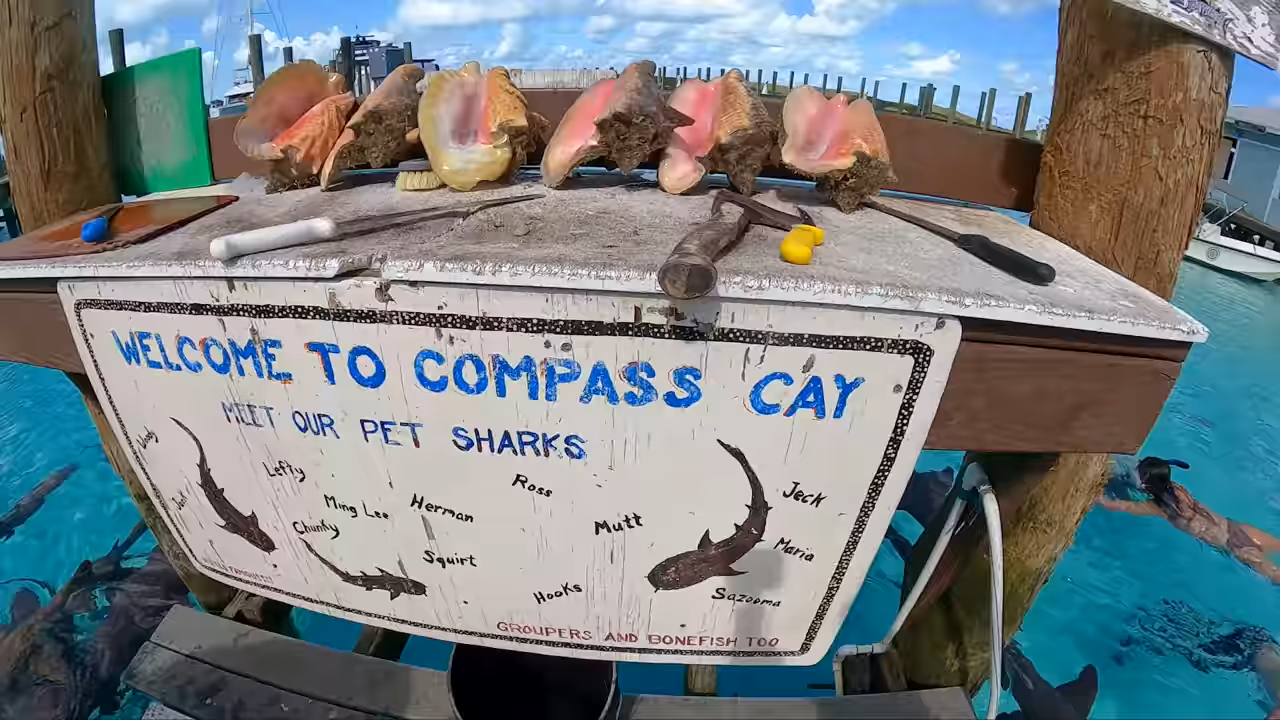 WELCOME TO COMPASS CAY
MEET OUR PET SHARKS
Lefty
Ross
Jeck
Ming Lee
Herman
Chunky
Mutt
Squirt
Maria
Hooks
Sazooma
GROUPERS AND BONEFISH TOO